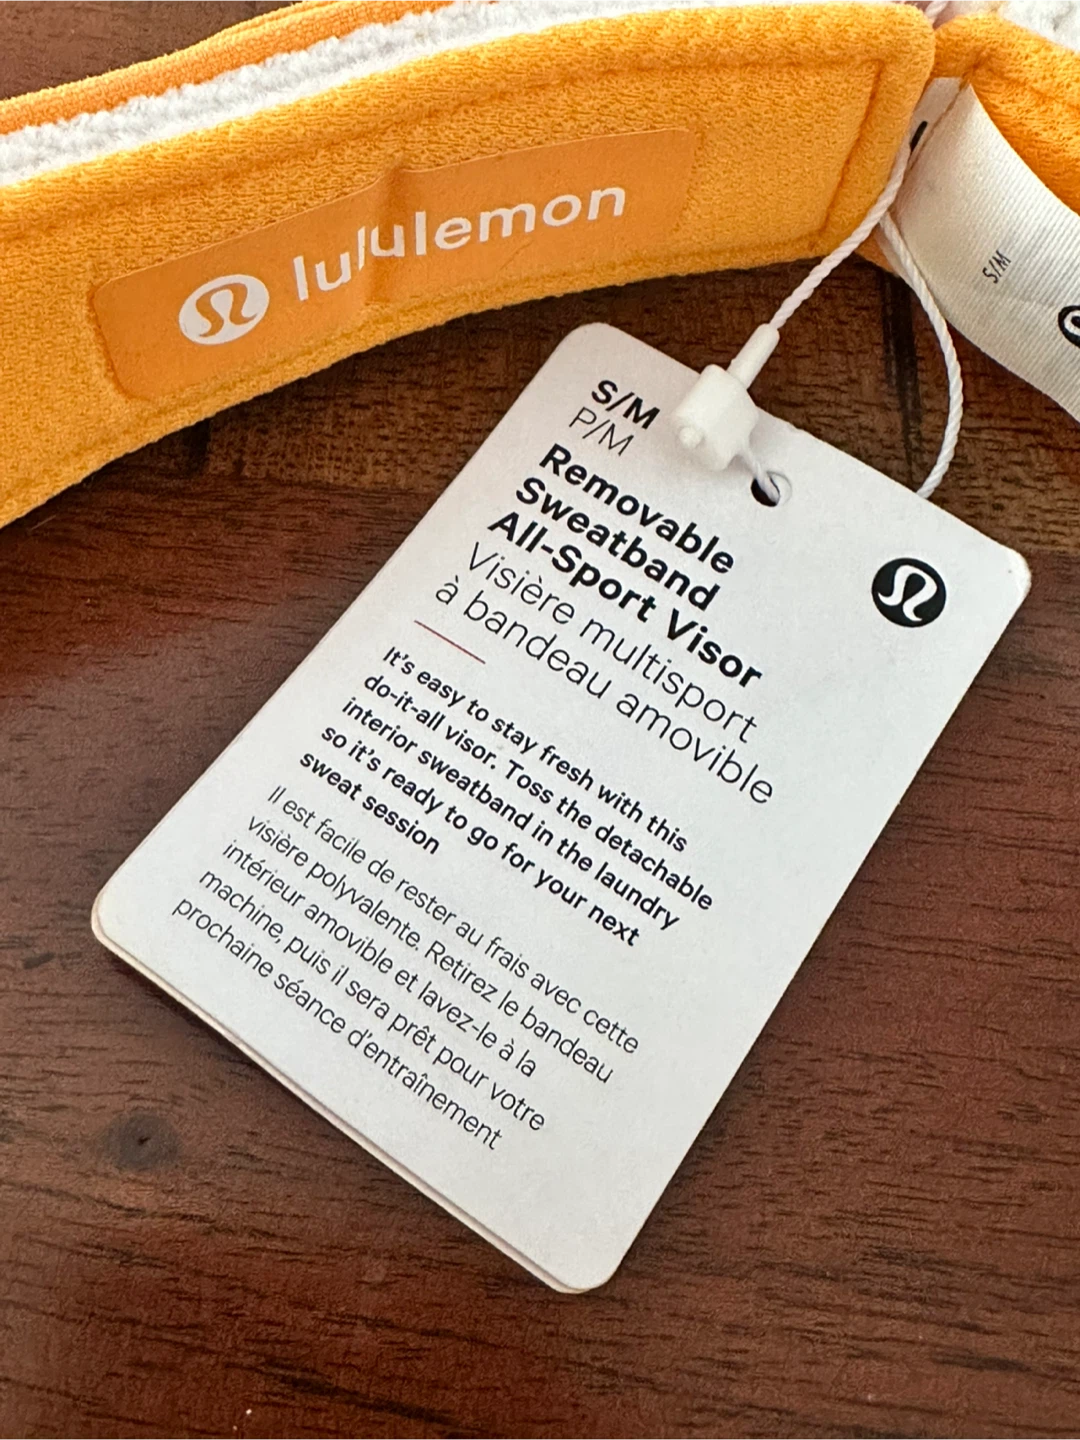 lululemon
S/M
S/M
P/M
Removable
Sweatband
All-Sport Visor
Visière multisport
à bandeau amovible
It's easy to stay fresh with this
do-it-all visor. Toss the detachable
interior sweatband in the laundry
so it's ready to go for your next
sweat session
Il est facile de rester au frais avec cette
visière polyvalente. Retirez le bandeau
intérieur amovible et lavez-le à la
machine, puis il sera prêt pour votre
prochaine séance d'entraînement